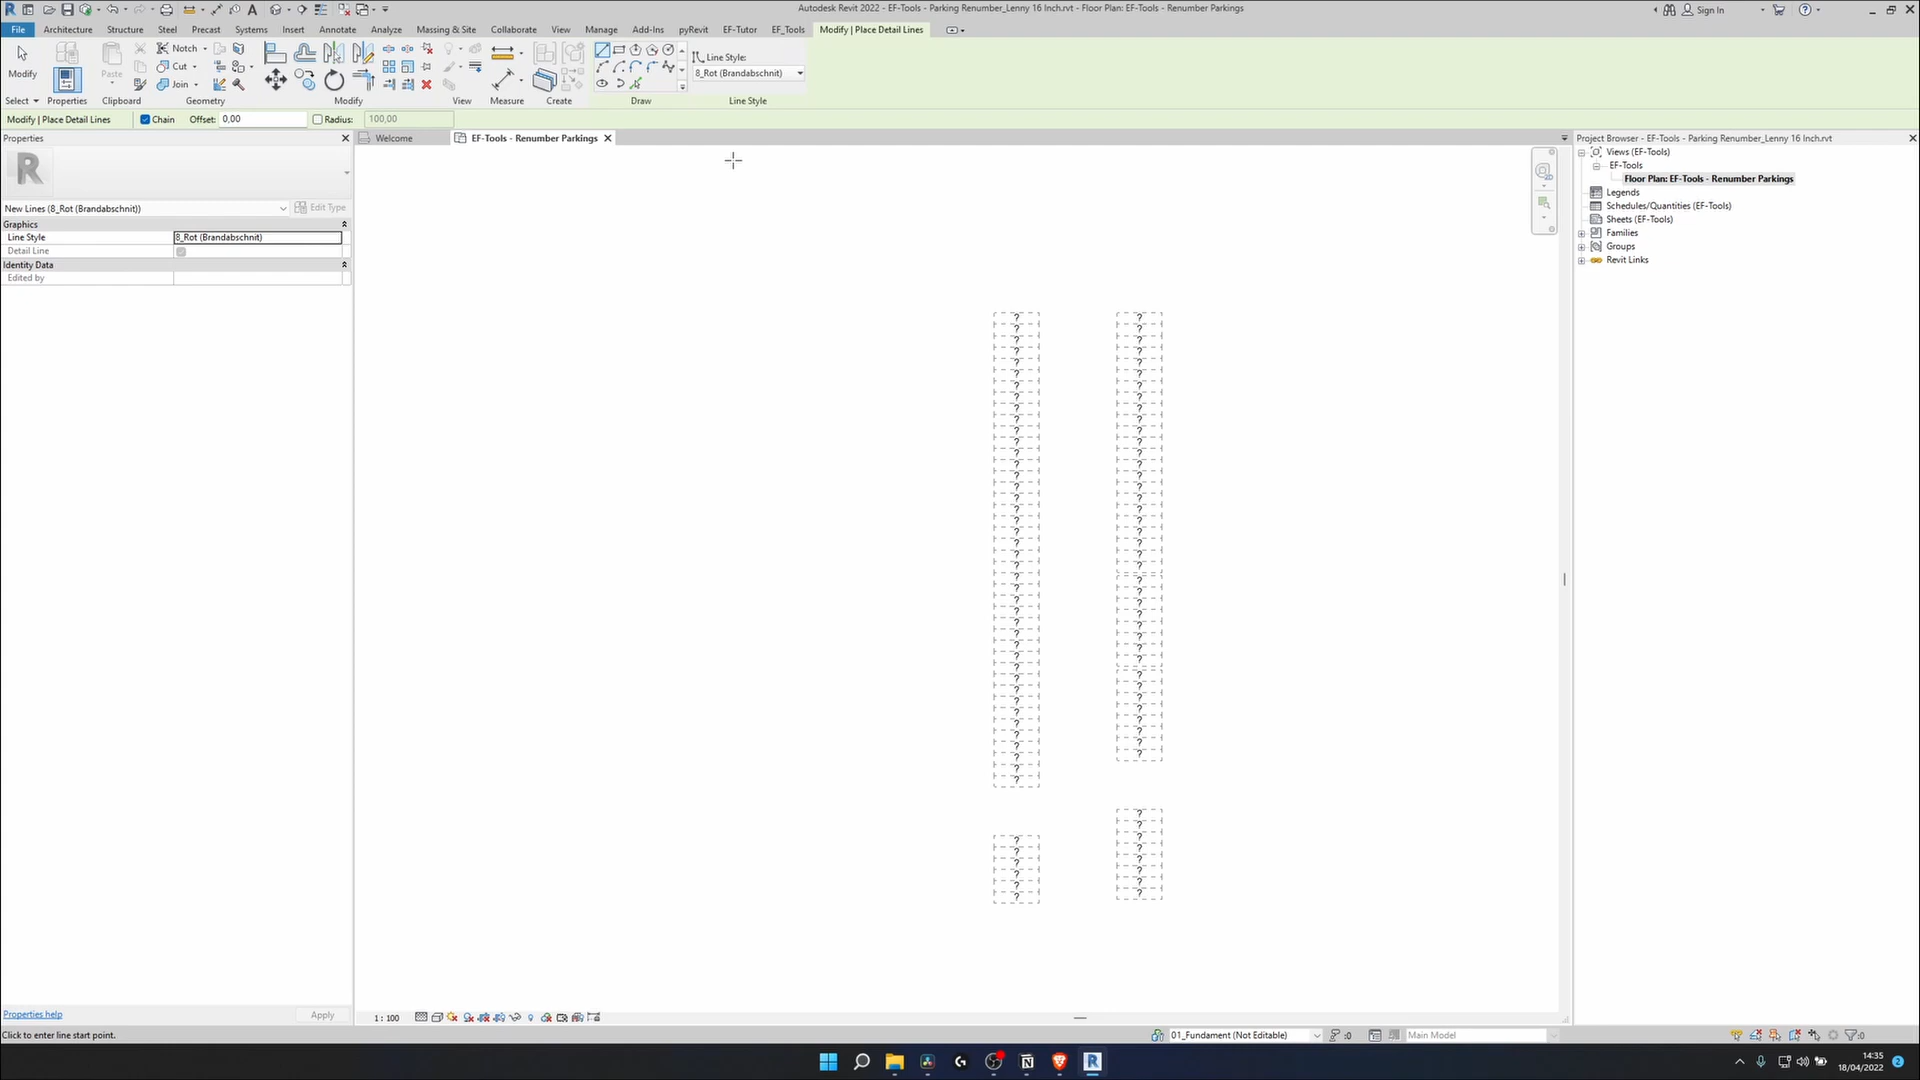 Autodesk Revit 2022 - EF-Tools - Parking Renumber_Lenny 16 Inch.rvt - Floor Plan: EF-Tools - Renumber Parkings
Sign In
File Architecture Structure Steel Precast Systems Insert Annotate Analyze Massing & Site Collaborate View Manage Add-Ins pyRevit EF-Tutor EF_Tools Modify | Place Detail Lines
Modify
Paste
Notch
Cut
Join
Line Style:
8_Rot (Brandabschnit)
Select Properties Clipboard Geometry Modify View Measure Create Draw Line Style
Modify | Place Detail Lines Chain Offset: 0,00 Radius: 100,00
Properties
Welcome
EF-Tools - Renumber Parkings
Project Browser - EF-Tools - Parking Renumber_Lenny 16 Inch.rvt
R
New Lines (8_Rot (Brandabschnit))
Edit Type
Graphics
Line Style 8_Rot (Brandabschnit)
Detail Line
Identity Data
Edited by
Views (EF-Tools)
EF-Tools
Floor Plan: EF-Tools - Renumber Parkings
Legends
Schedules/Quantities (EF-Tools)
Sheets (EF-Tools)
Families
Groups
Revit Links
Properties help
Apply
1 : 100
Click to enter line start point.
01_Fundament (Not Editable)
:0
Main Model
:0
14:35
18/04/2022
2